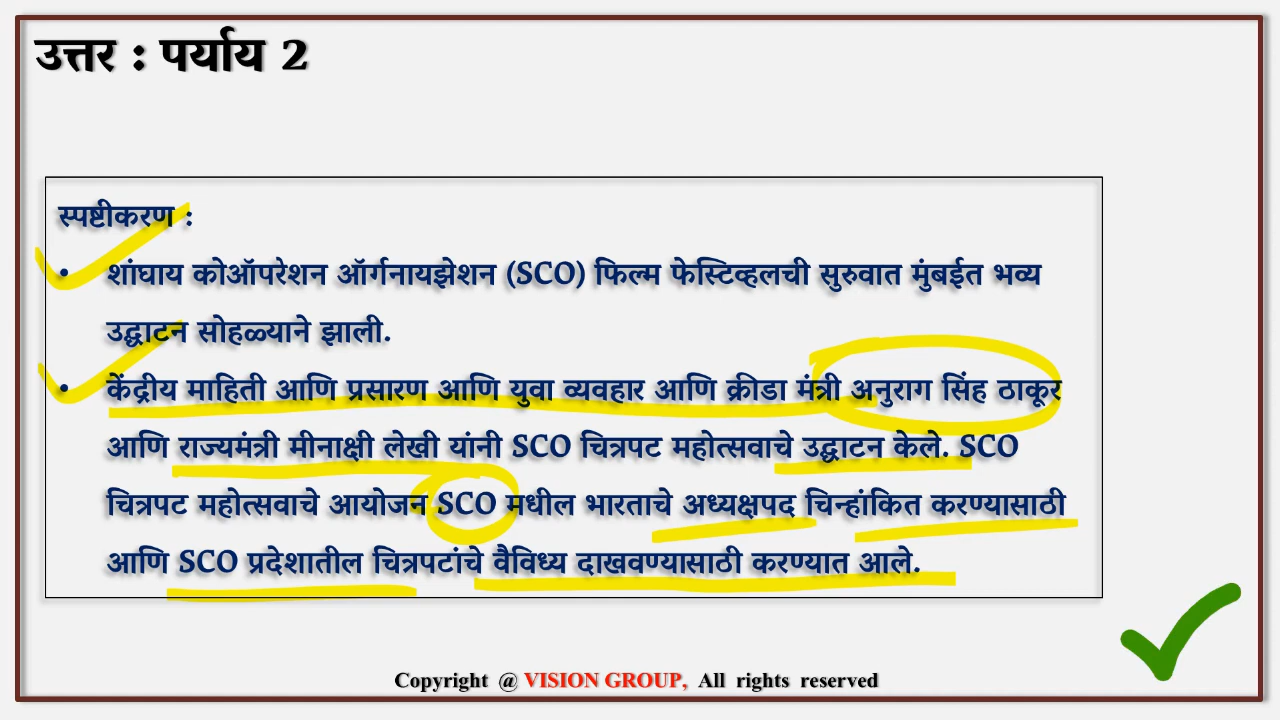 उत्तर : पर्याय 2
स्पष्टीकरण :
• शांघाय कोऑपरेशन ऑर्गनायझेशन (SCO) फिल्म फेस्टिव्हलची सुरुवात मुंबईत भव्य
उद्घाटन सोहळ्याने झाली.
• केंद्रीय माहिती आणि प्रसारण आणि युवा व्यवहार आणि क्रीडा मंत्री अनुराग सिंह ठाकूर
आणि राज्यमंत्री मीनाक्षी लेखी यांनी SCO चित्रपट महोत्सवाचे उद्घाटन केले. SCO
चित्रपट महोत्सवाचे आयोजन SCO मधील भारताचे अध्यक्षपद चिन्हांकित करण्यासाठी
आणि SCO प्रदेशातील चित्रपटांचे वैविध्य दाखवण्यासाठी करण्यात आले.
Copyright @ VISION GROUP, All rights reserved